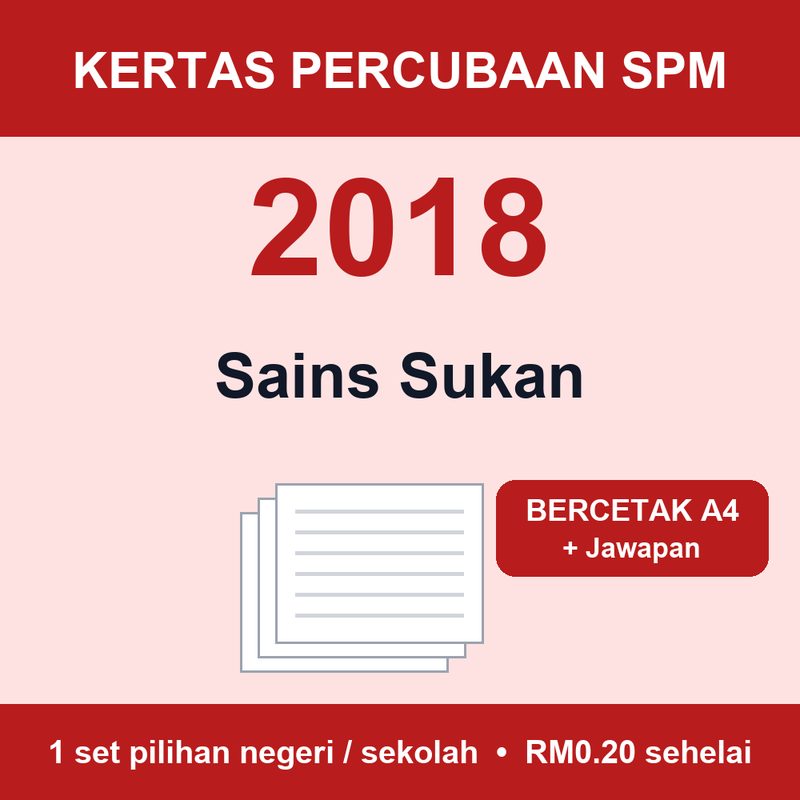 KERTAS PERCUBAAN SPM
2018
Sains Sukan
BERCETAK A4
+ Jawapan
1 set pilihan negeri / sekolah • RM0.20 sehelai